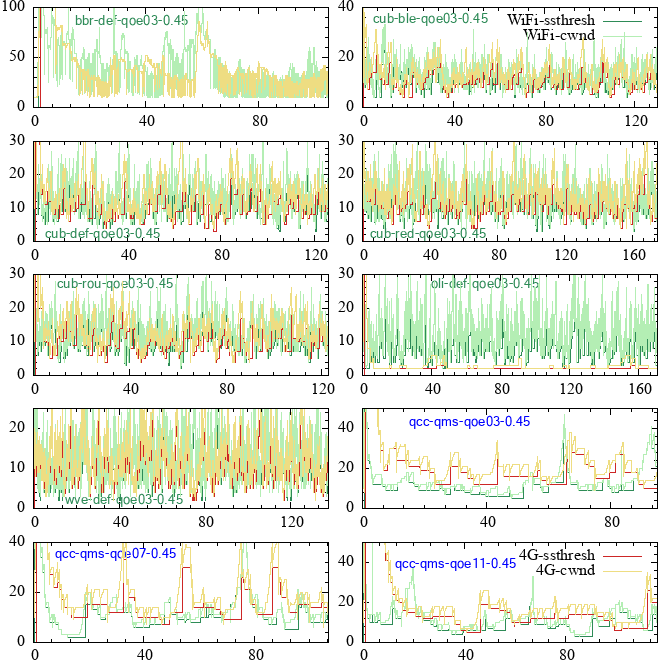 100 bbr-def-qoe03-0.45 40 cub-ble-qoe03-0.45 WiFi-ssthresh
WiFi-cwnd
50 20
0 0
0 40 80 0 40 80 120
30 30
20 20
10 10
cub-def-qoe03-0.45 cub-red-qoe03-0.45
0 0
0 40 80 120 0 40 80 120 160
30 cub-rou-qoe03-0.45 30 oli-def-qoe03-0.45
20 20
10 10
0 0
0 40 80 120 0 40 80 120 160
20 40 qcc-qms-qoe03-0.45
10 20
wve-def-qoe03-0.45
0 0
0 40 80 120 0 40 80
40 qcc-qms-qoe07-0.45 4G-ssthresh
40 qcc-qms-qoe11-0.45 4G-cwnd
20 20
0 0
0 40 80 0 40 80